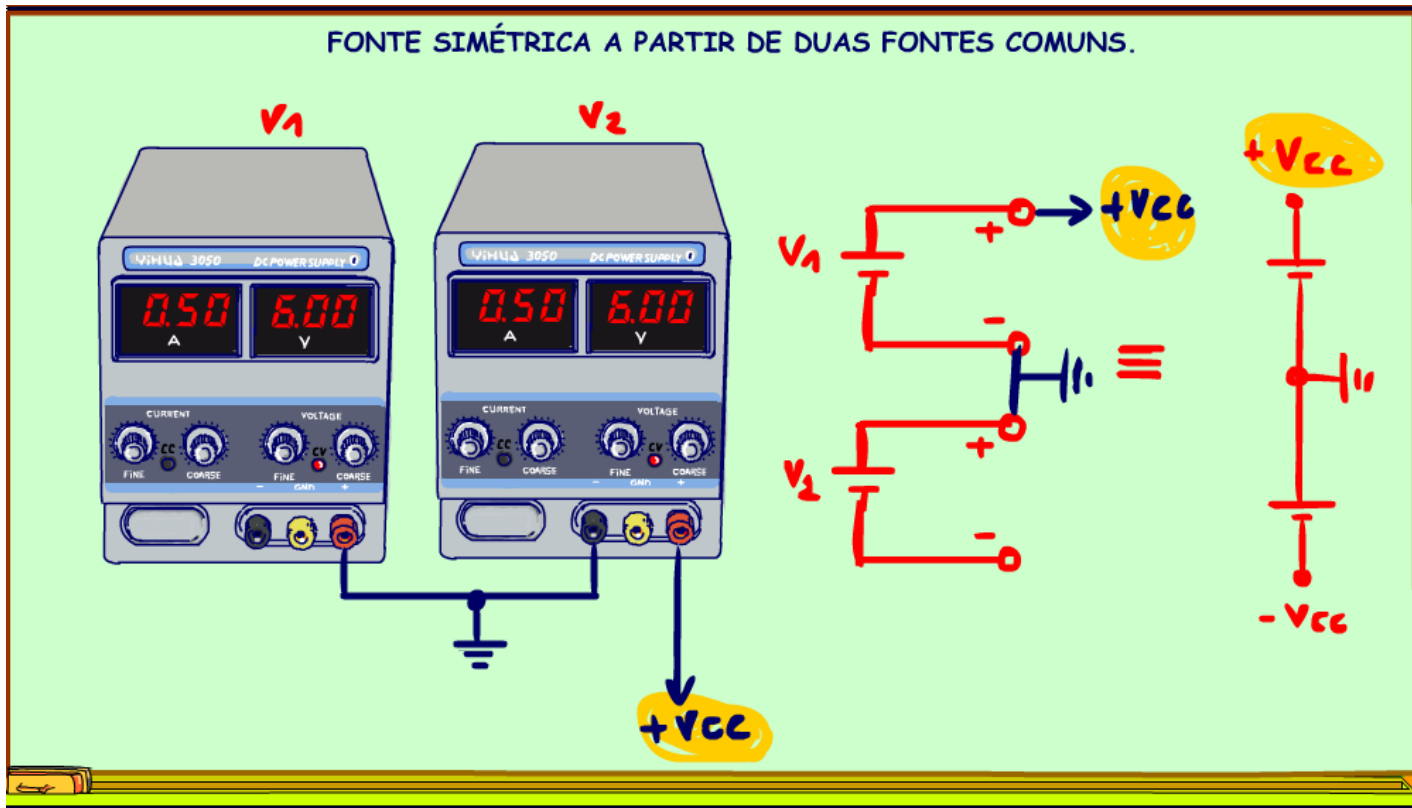 FONTE SIMÉTRICA A PARTIR DE DUAS FONTES COMUNS.
V1
V2
YIHUA 3050 DC POWER SUPPLY
0.50 A
6.00 V
CURRENT
VOLTAGE
CC
CV
FINE
COARSE
FINE
COARSE
- GND +
YIHUA 3050 DC POWER SUPPLY
0.50 A
6.00 V
CURRENT
VOLTAGE
CC
CV
FINE
COARSE
FINE
COARSE
- GND +
+Vcc
V1
+
+Vcc
-
V2
+
-
+Vcc
-Vcc